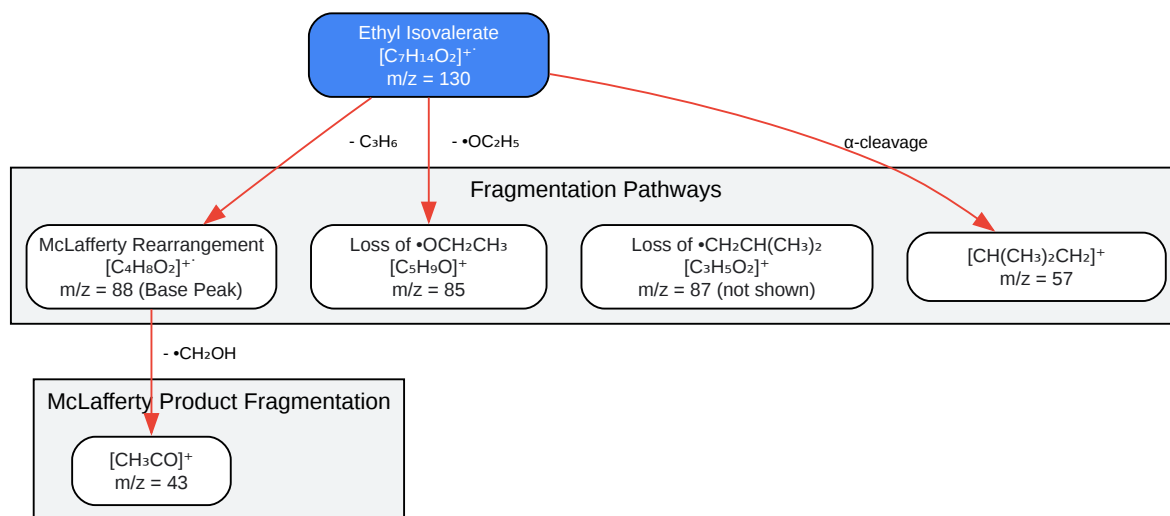 Ethyl Isovalerate
[C₇H₁₄O₂]⁺˙
m/z = 130
- C₃H₆
- •OC₂H₅
α-cleavage
Fragmentation Pathways
McLafferty Rearrangement
[C₄H₈O₂]⁺˙
m/z = 88 (Base Peak)
Loss of •OCH₂CH₃
[C₅H₉O]⁺
m/z = 85
Loss of •CH₂CH(CH₃)₂
[C₃H₅O₂]⁺
m/z = 87 (not shown)
[CH(CH₃)₂CH₂]⁺
m/z = 57
- •CH₂OH
McLafferty Product Fragmentation
[CH₃CO]⁺
m/z = 43